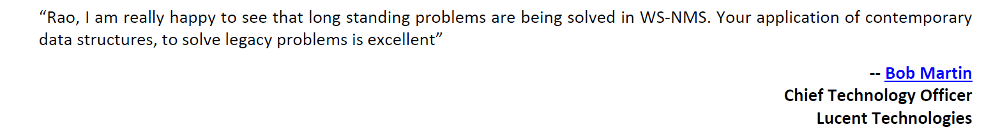 “Rao, I am really happy to see that long standing problems are being solved in WS-NMS. Your application of contemporary
data structures, to solve legacy problems is excellent”
-- Bob Martin
Chief Technology Officer
Lucent Technologies